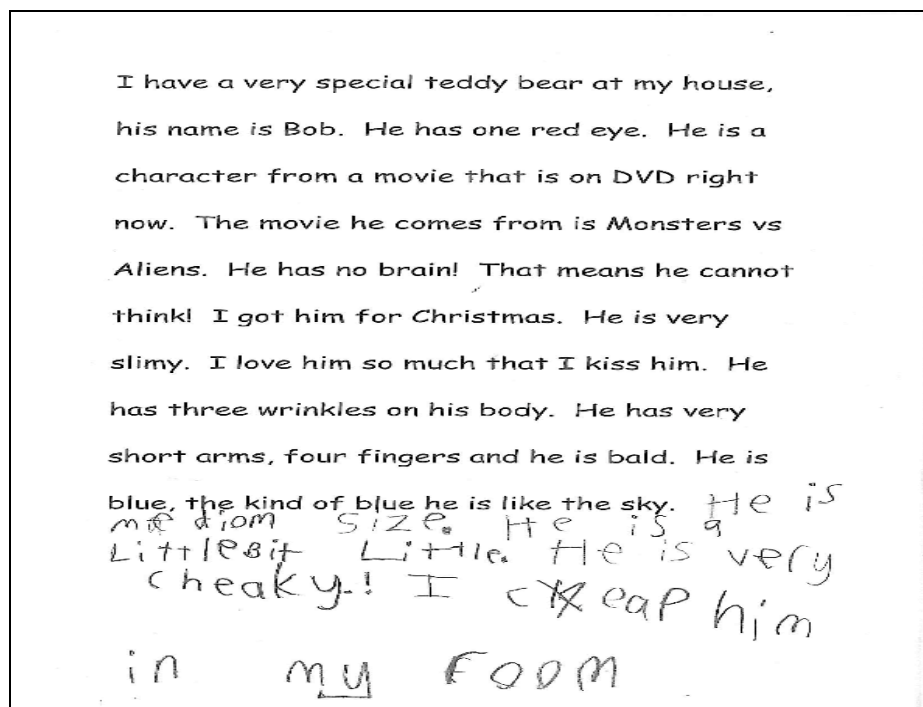 I have a very special teddy bear at my house,
his name is Bob. He has one red eye. He is a
character from a movie that is on DVD right
now. The movie he comes from is Monsters vs
Aliens. He has no brain! That means he cannot
think! I got him for Christmas. He is very
slimy. I love him so much that I kiss him. He
has three wrinkles on his body. He has very
short arms, four fingers and he is bald. He is
blue, the kind of blue he is like the sky. He is
mediom size. He is a
LittleBit Little. He is very
cheaky.! I keap him
in my room